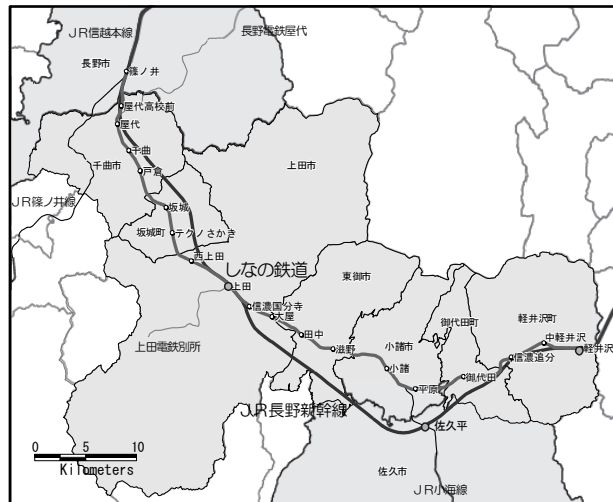 JR信越本線
長野電鉄屋代
長野市
篠ノ井
屋代高校前
屋代
千曲
千曲市
戸倉
上田市
JR篠ノ井線
坂城
坂城町
テクノさかき
西上田
しなの鉄道
東御市
上田
信濃国分寺
大屋
御代田町
軽井沢町
田中
中軽井沢
上田電鉄別所
滋野
小諸市
信濃追分
軽井沢
小諸
御代田
平原
JR長野新幹線
佐久平
0 5 10
Kilometers
佐久市
JR小海線